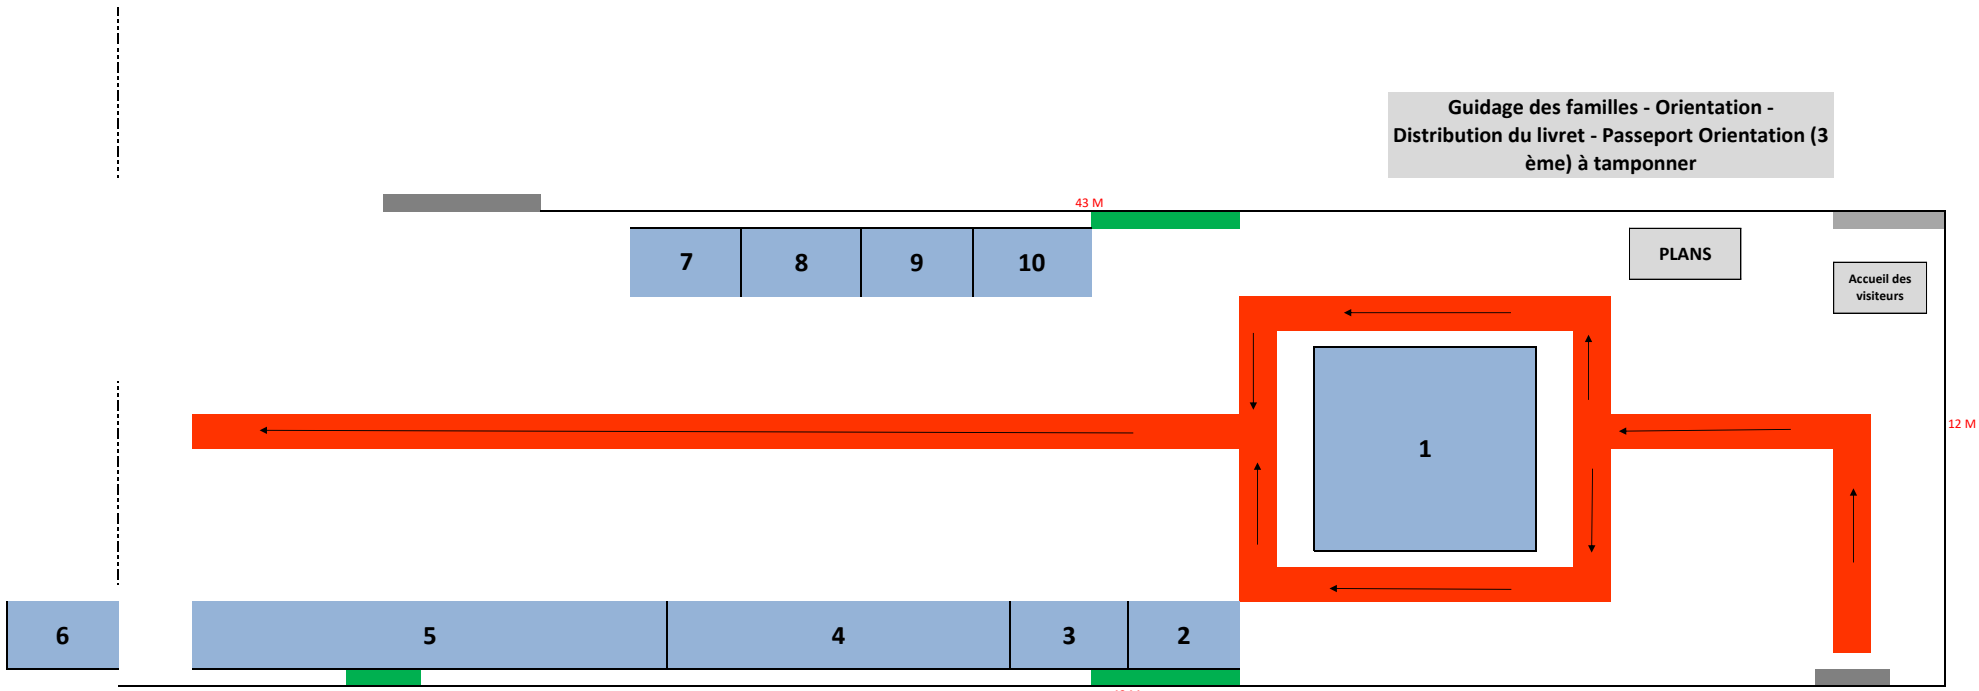 Guidage des familles - Orientation -
Distribution du livret - Passeport Orientation (3
ème) à tamponner
43 M
7 8 9 10
PLANS
Accueil des
visiteurs
12 M
1
6 5 4 3 2